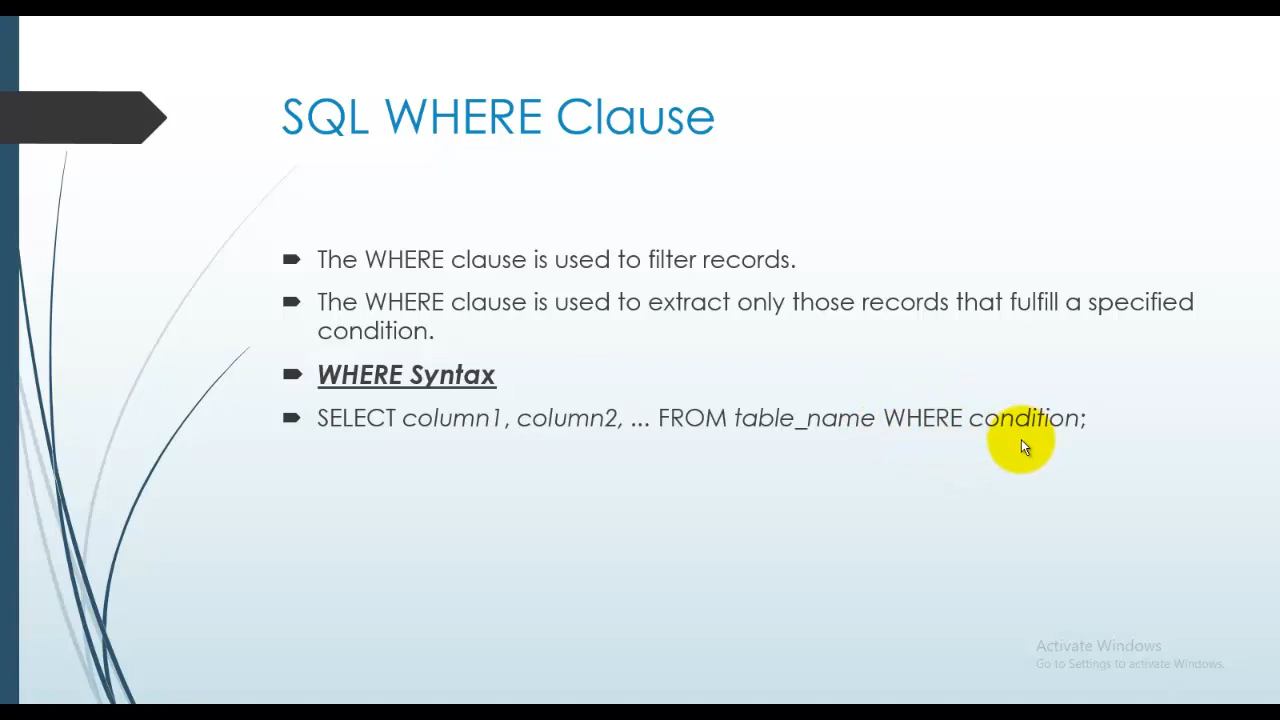 SQL WHERE Clause
The WHERE clause is used to filter records.
The WHERE clause is used to extract only those records that fulfill a specified
condition.
WHERE Syntax
SELECT column1, column2, ... FROM table_name WHERE condition;
Activate Windows
Go to Settings to activate Windows.